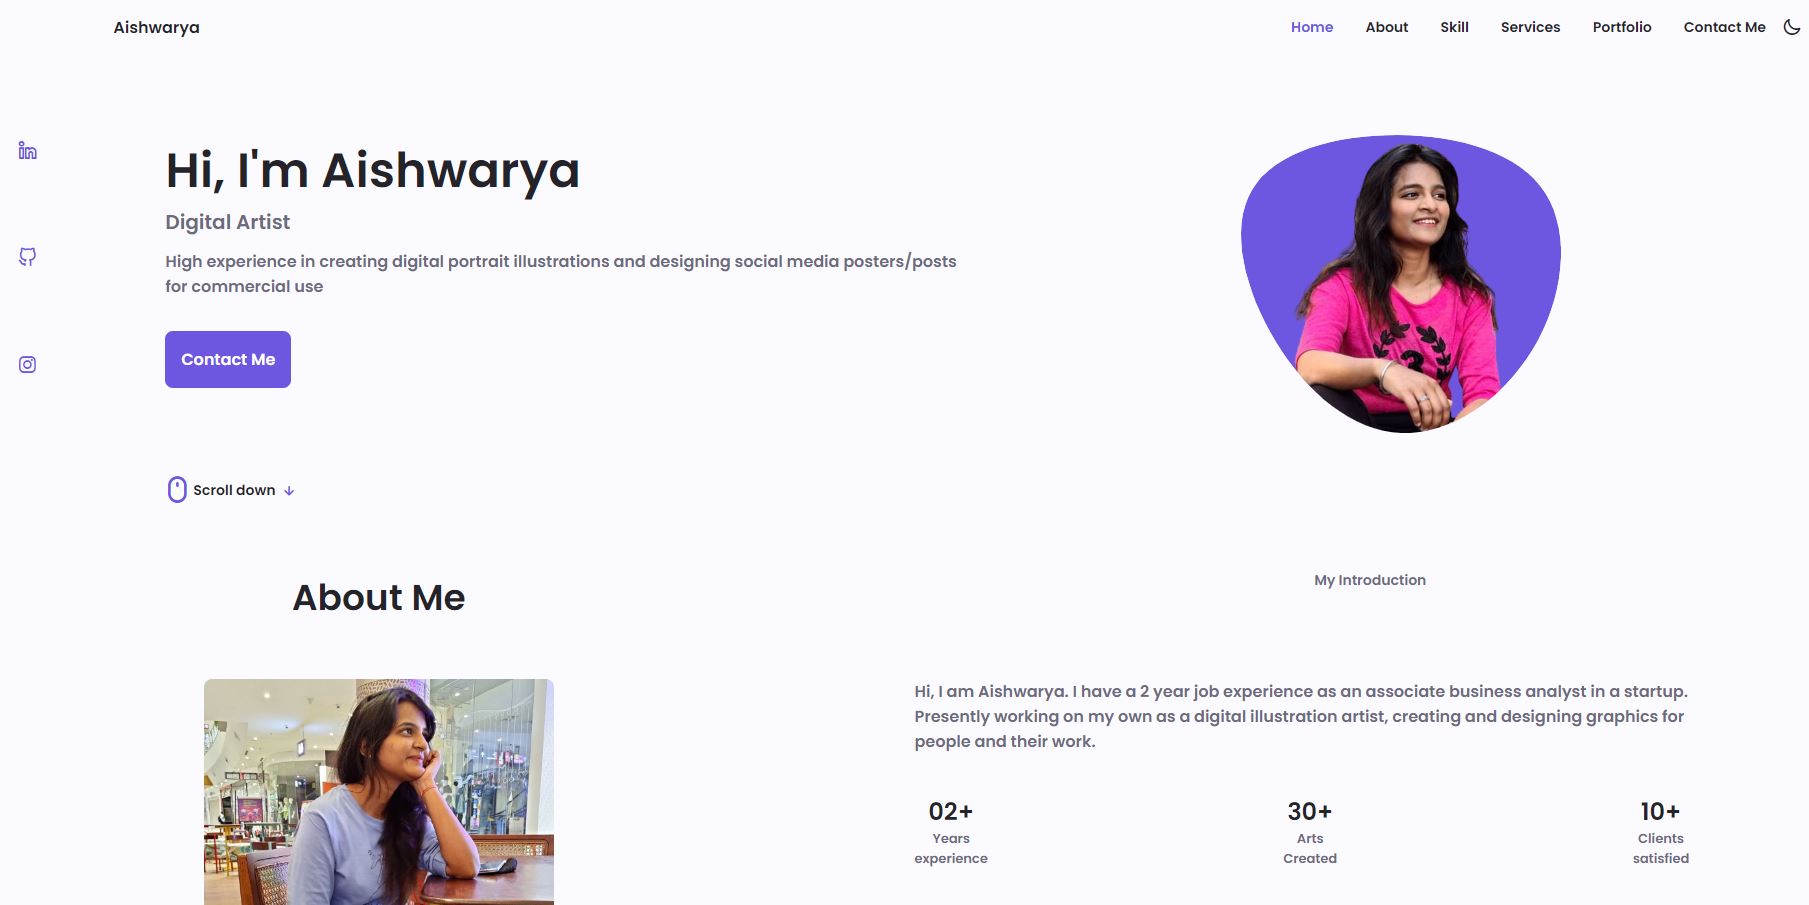 Aishwarya
Home About Skill Services Portfolio Contact Me
Hi, I'm Aishwarya
Digital Artist
High experience in creating digital portrait illustrations and designing social media posters/posts
for commercial use
Contact Me
Scroll down
About Me
My Introduction
Hi, I am Aishwarya. I have a 2 year job experience as an associate business analyst in a startup.
Presently working on my own as a digital illustration artist, creating and designing graphics for
people and their work.
02+
Years
experience
30+
Arts
Created
10+
Clients
satisfied